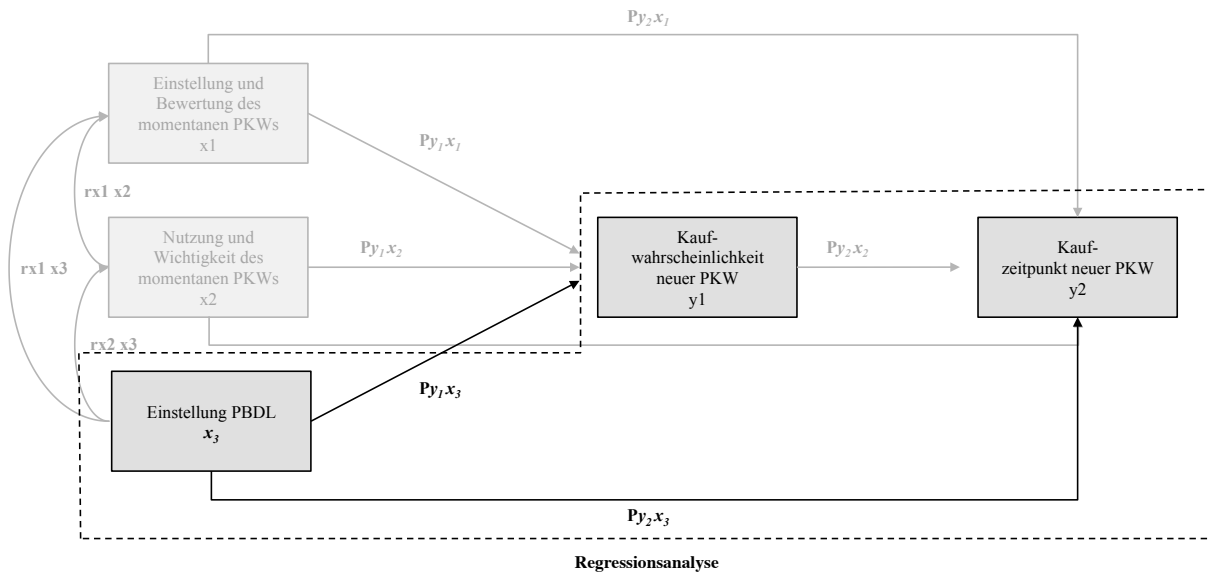 Py₂x₁
Einstellung und
Bewertung des
momentanen PKWs
x1
Py₁x₁
rx1 x2
Nutzung und
Wichtigkeit des
momentanen PKWs
x2
Py₁x₂
rx1 x3
Kauf-
wahrscheinlichkeit
neuer PKW
y1
Py₂x₂
Kauf-
zeitpunkt neuer PKW
y2
rx2 x3
Einstellung PBDL
x₃
Py₁x₃
Py₂x₃
Regressionsanalyse